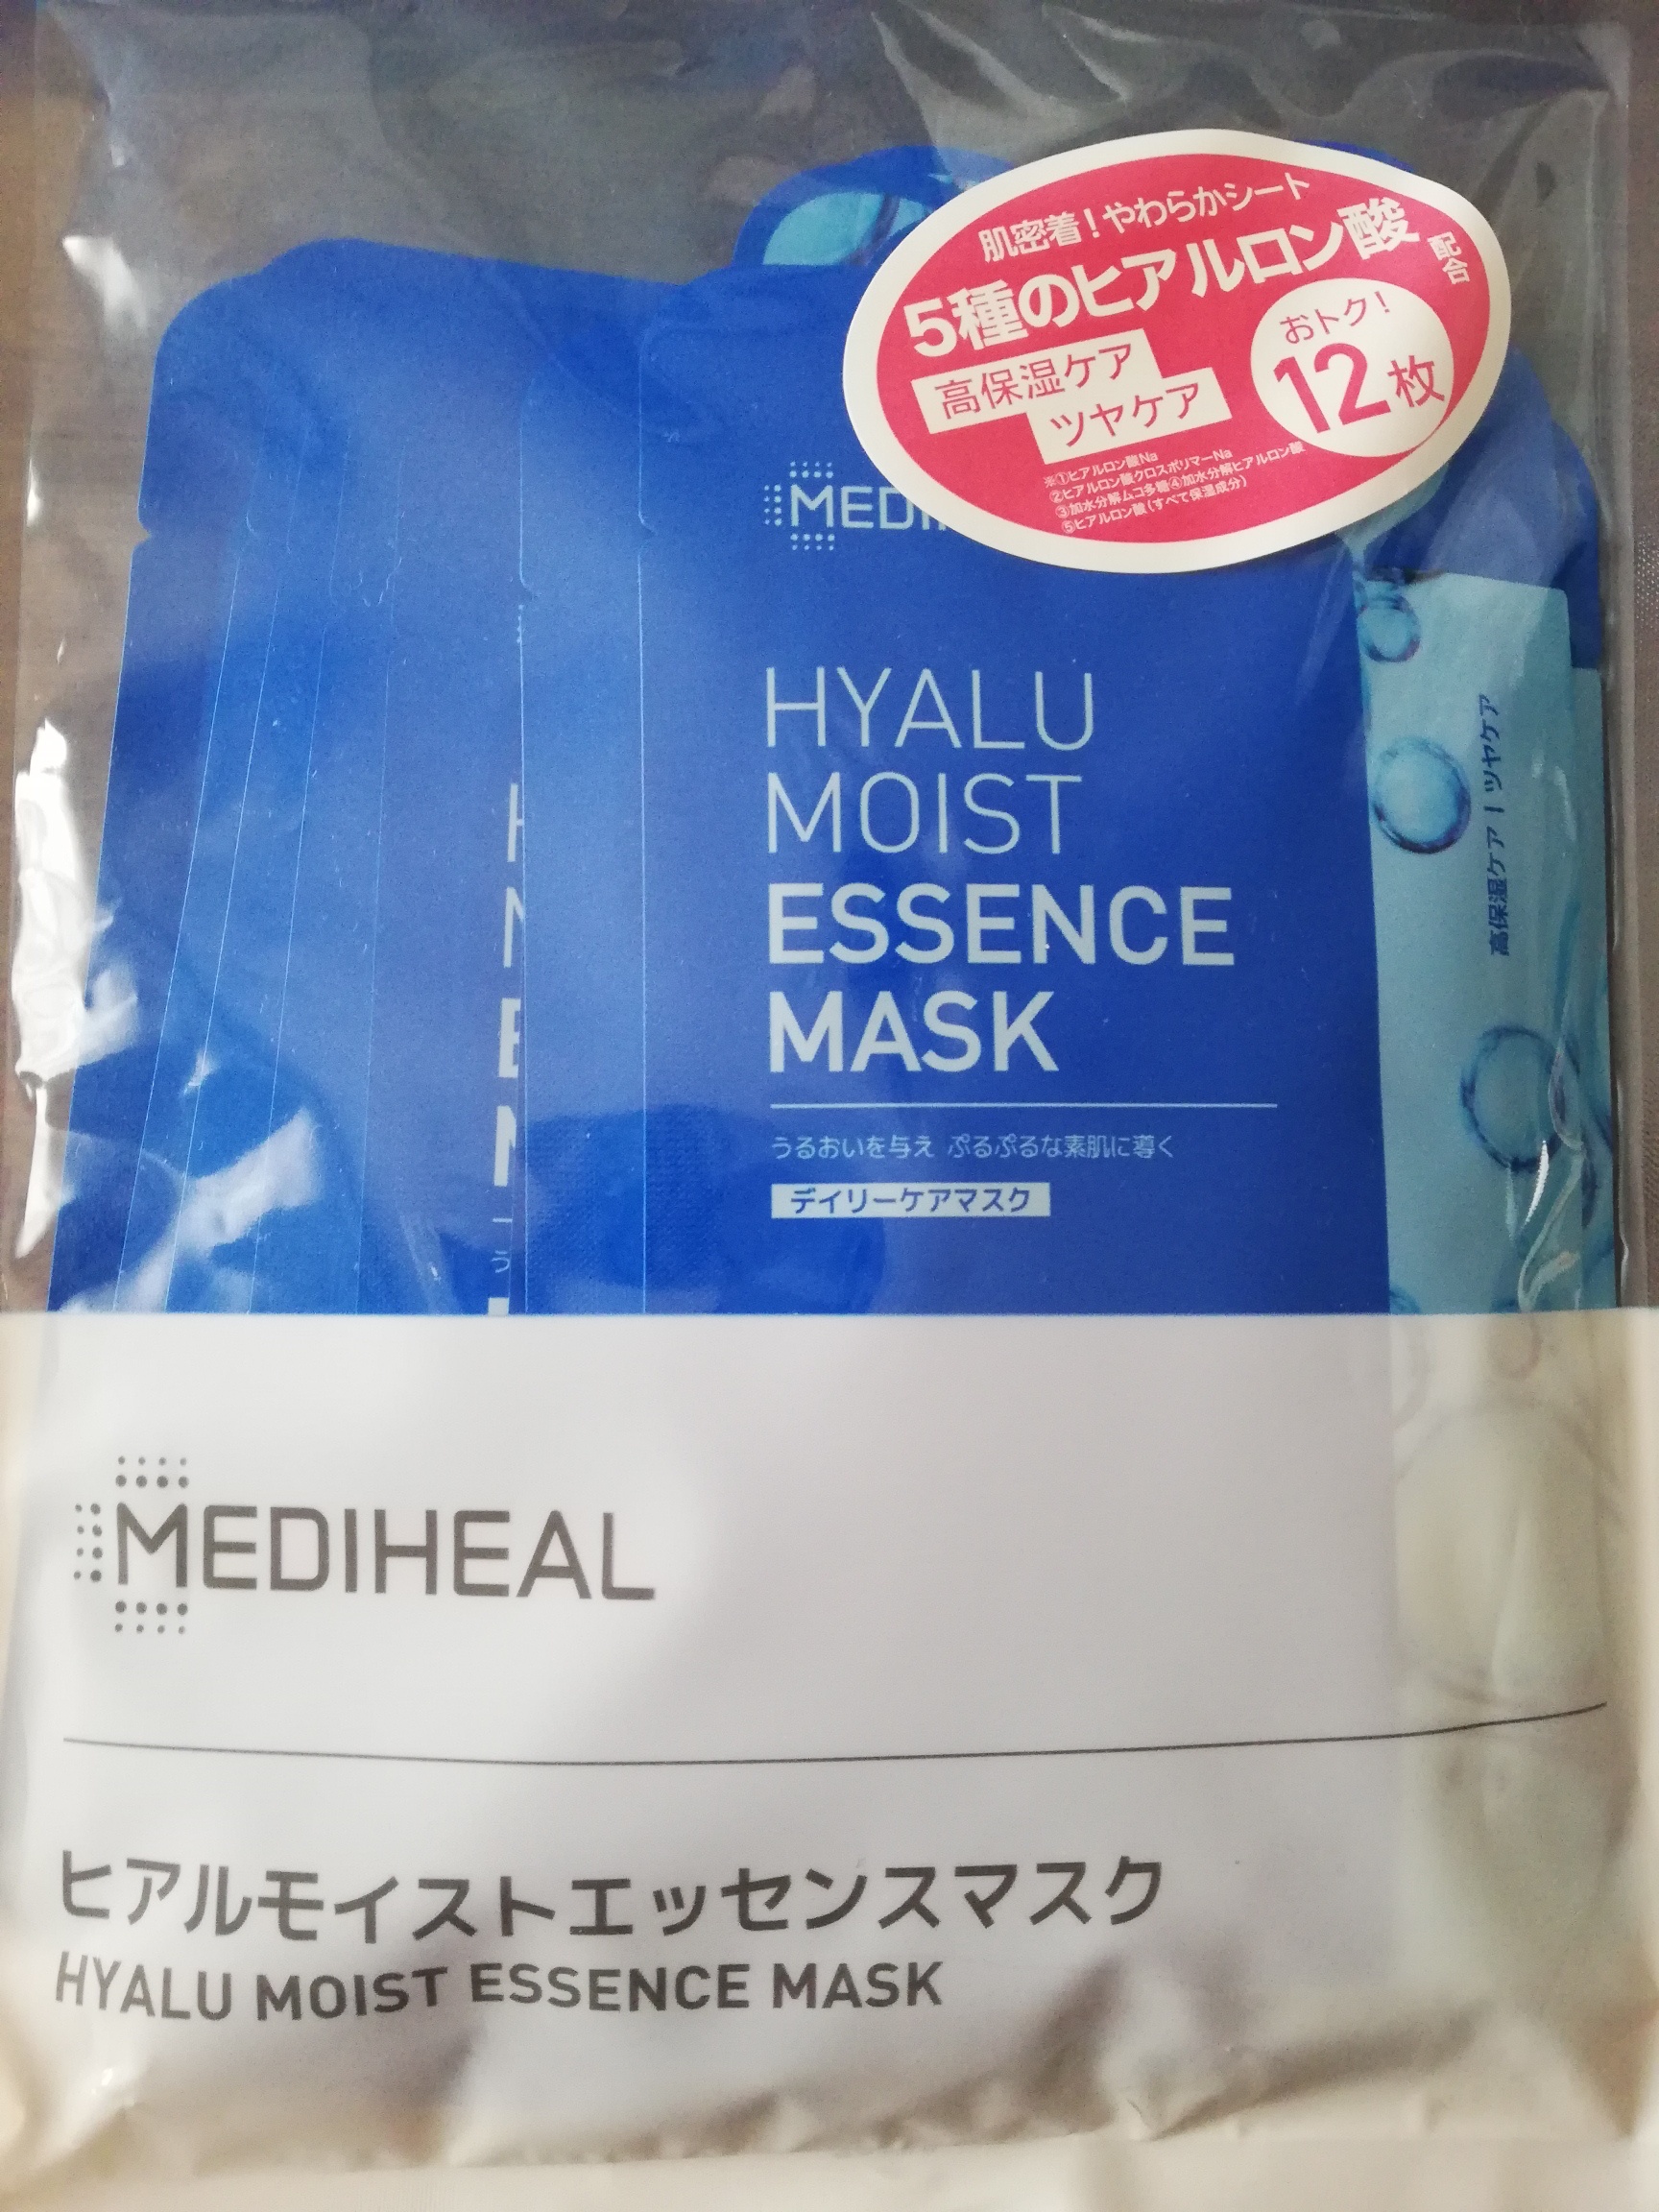 肌密着！やわらかシート
5種のヒアルロン酸 配合
高保湿ケア
ツヤケア
おトク！
12枚
※①ヒアルロン酸Na
②ヒアルロン酸クロスポリマーNa
③加水分解ムコ多糖④加水分解ヒアルロン酸
⑤ヒアルロン酸(すべて保湿成分)
HYALU
MOIST
ESSENCE
MASK
うるおいを与え ぷるぷるな素肌に導く
デイリーケアマスク
高保湿ケア | ツヤケア
MEDIHEAL
ヒアルモイストエッセンスマスク
HYALU MOIST ESSENCE MASK